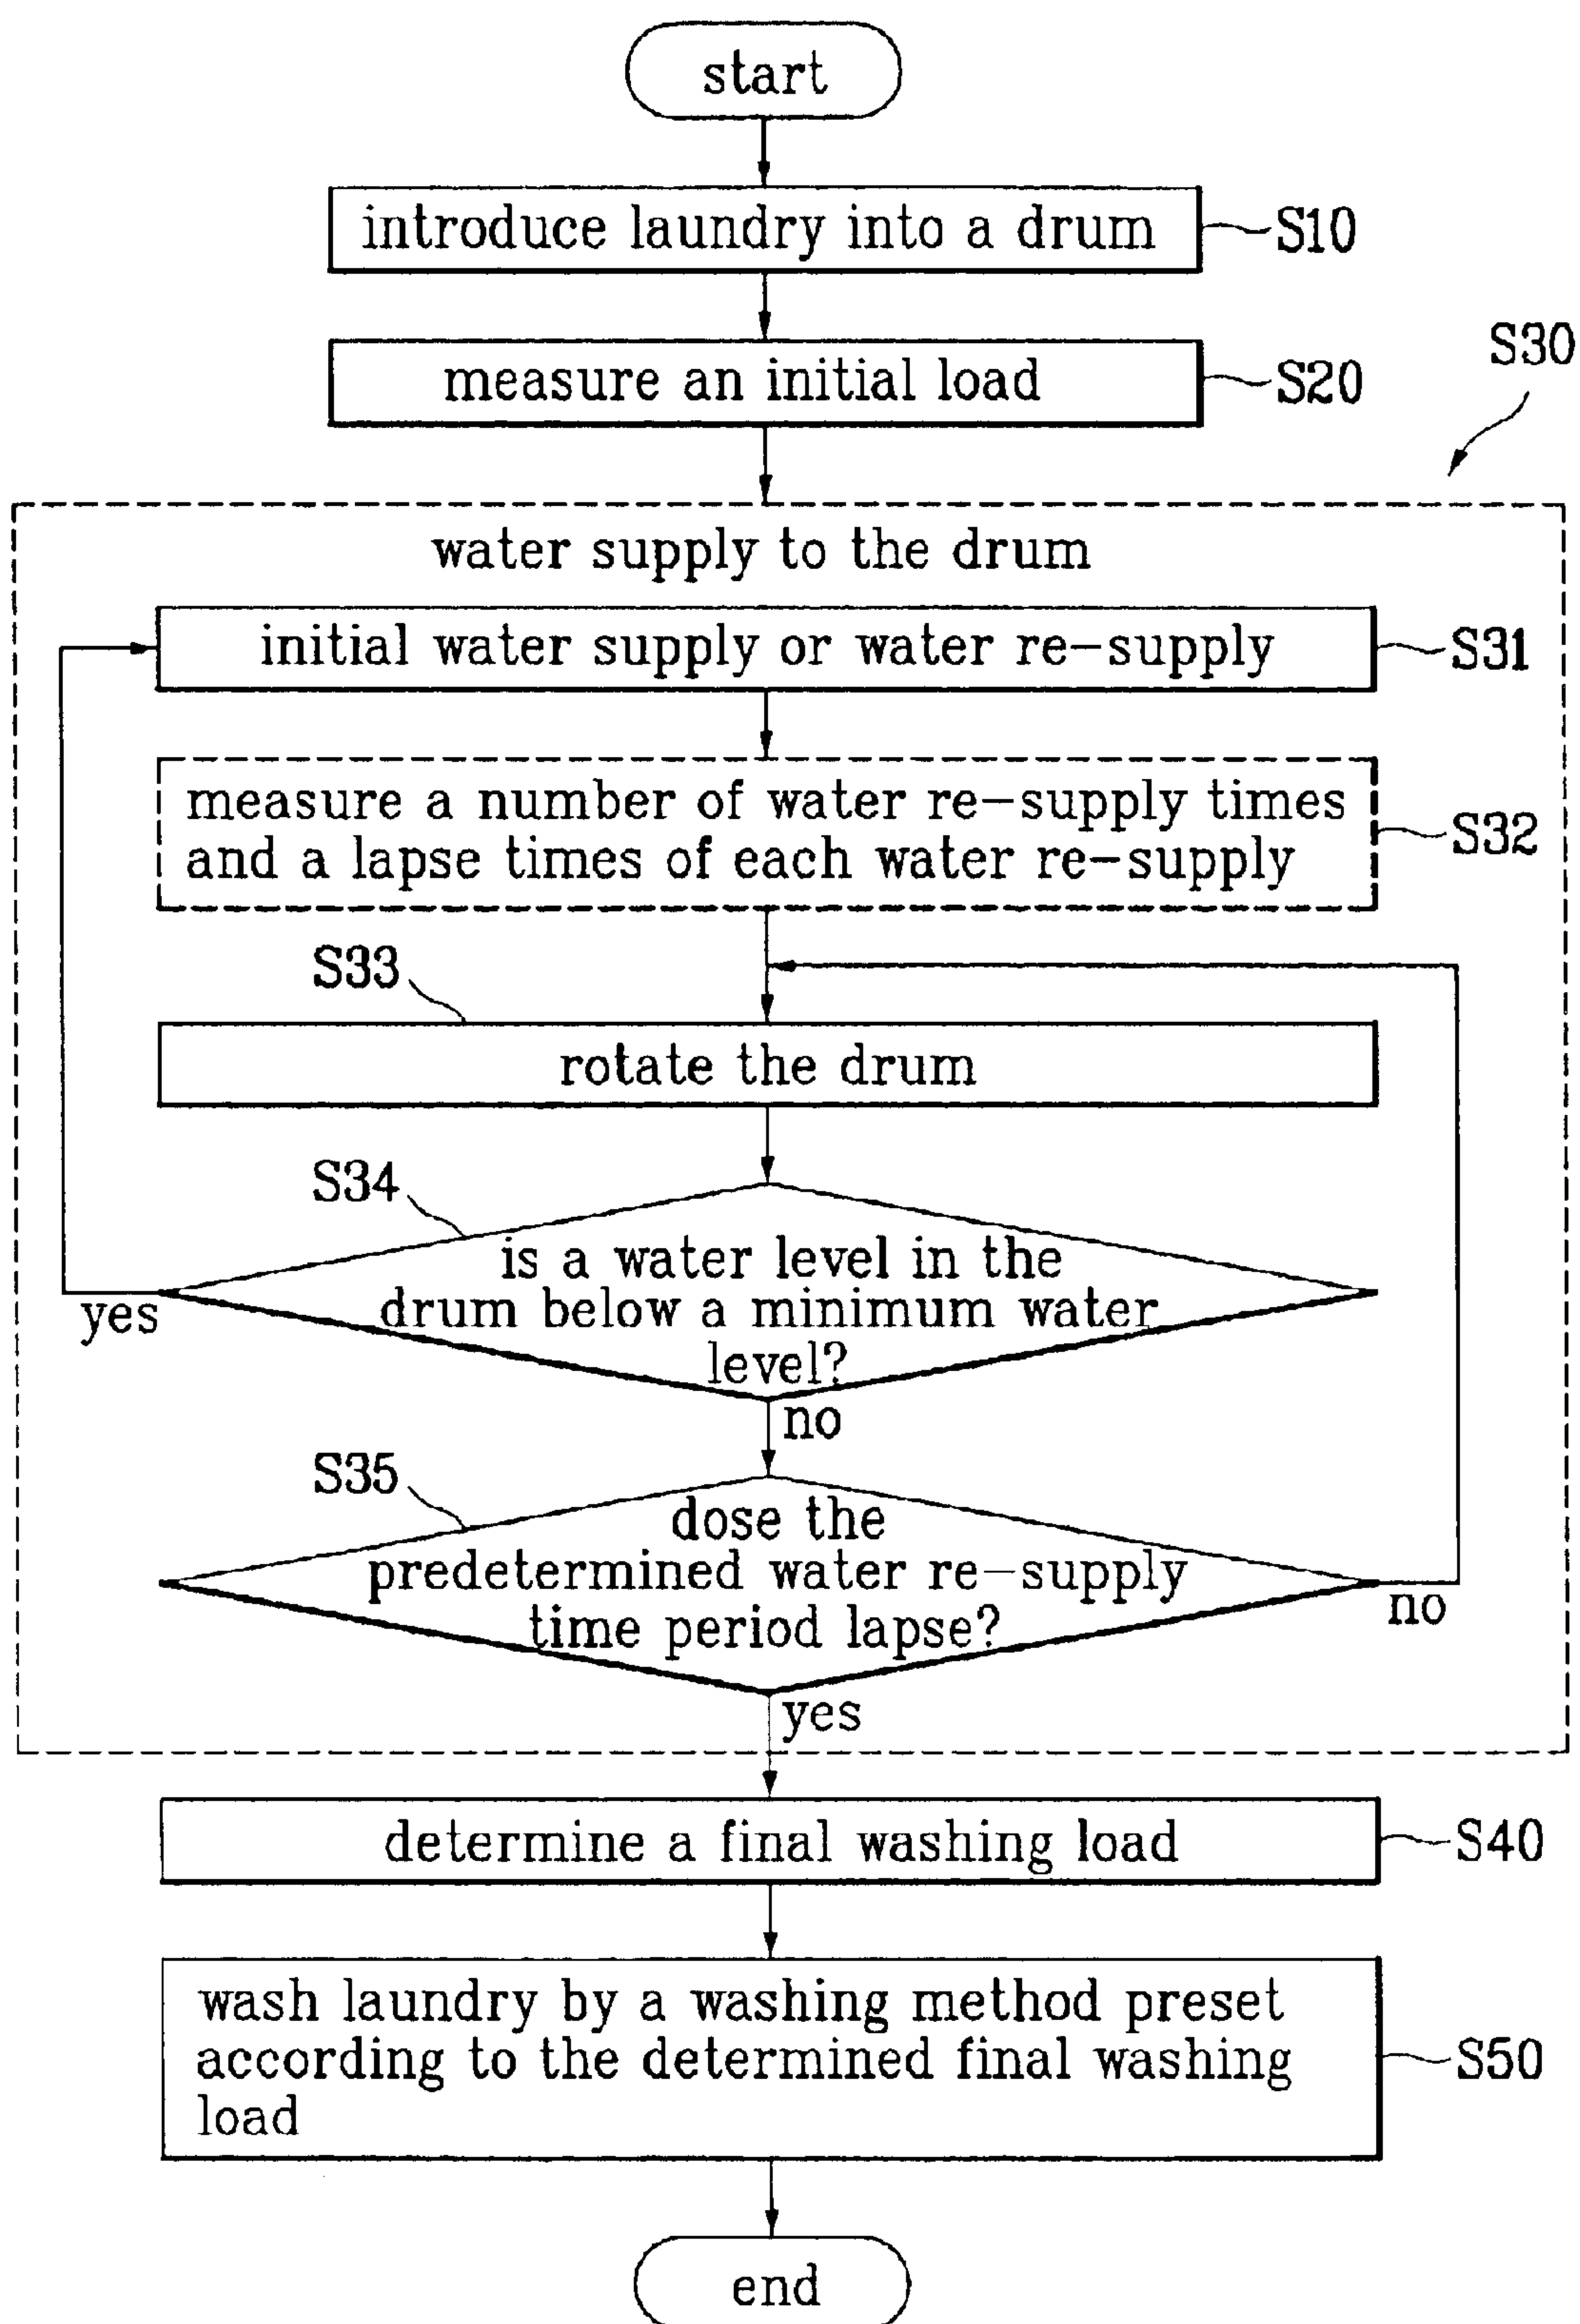 start
introduce laundry into a drum
S10
measure an initial load
S20
S30
water supply to the drum
initial water supply or water re-supply
S31
measure a number of water re-supply times
and a lapse times of each water re-supply
S32
S33
rotate the drum
S34
is a water level in the
drum below a minimum water
level?
yes
no
S35
dose the
predetermined water re-supply
time period lapse?
no
yes
determine a final washing load
S40
wash laundry by a washing method preset
according to the determined final washing
load
S50
end